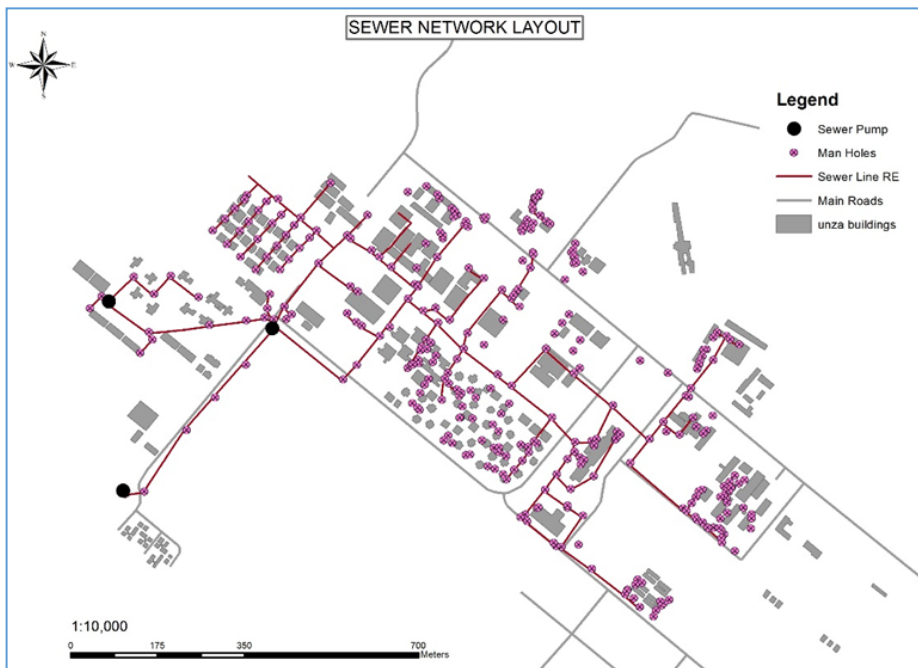 SEWER NETWORK LAYOUT
N
W E
S
Legend
Sewer Pump
Man Holes
Sewer Line RE
Main Roads
unza buildings
1:10,000
0 175 350 700
Meters